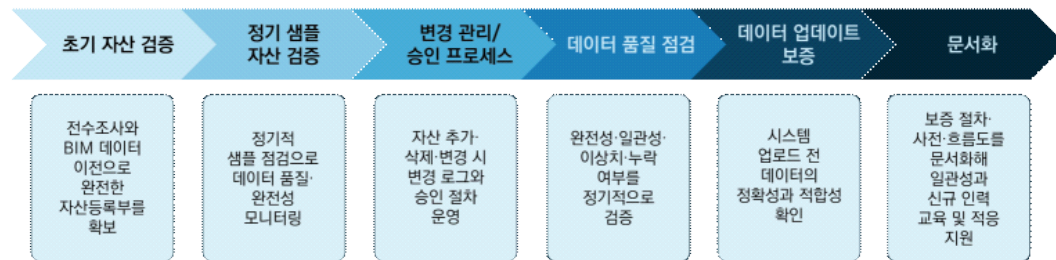 초기 자산 검증
정기 샘플
자산 검증
변경 관리/
승인 프로세스
데이터 품질 점검
데이터 업데이트
보증
문서화
전수조사와
BIM 데이터
이전으로
완전한
자산등록부를
확보
정기적
샘플 점검으로
데이터 품질·
완전성
모니터링
자산 추가·
삭제·변경 시
변경 로그와
승인 절차
운영
완전성·일관성·
이상치·누락
여부를
정기적으로
검증
시스템
업로드 전
데이터의
정확성과 적합성
확인
보증 절차·
사전·흐름도를
문서화해
일관성과
신규 인력
교육 및 적응
지원